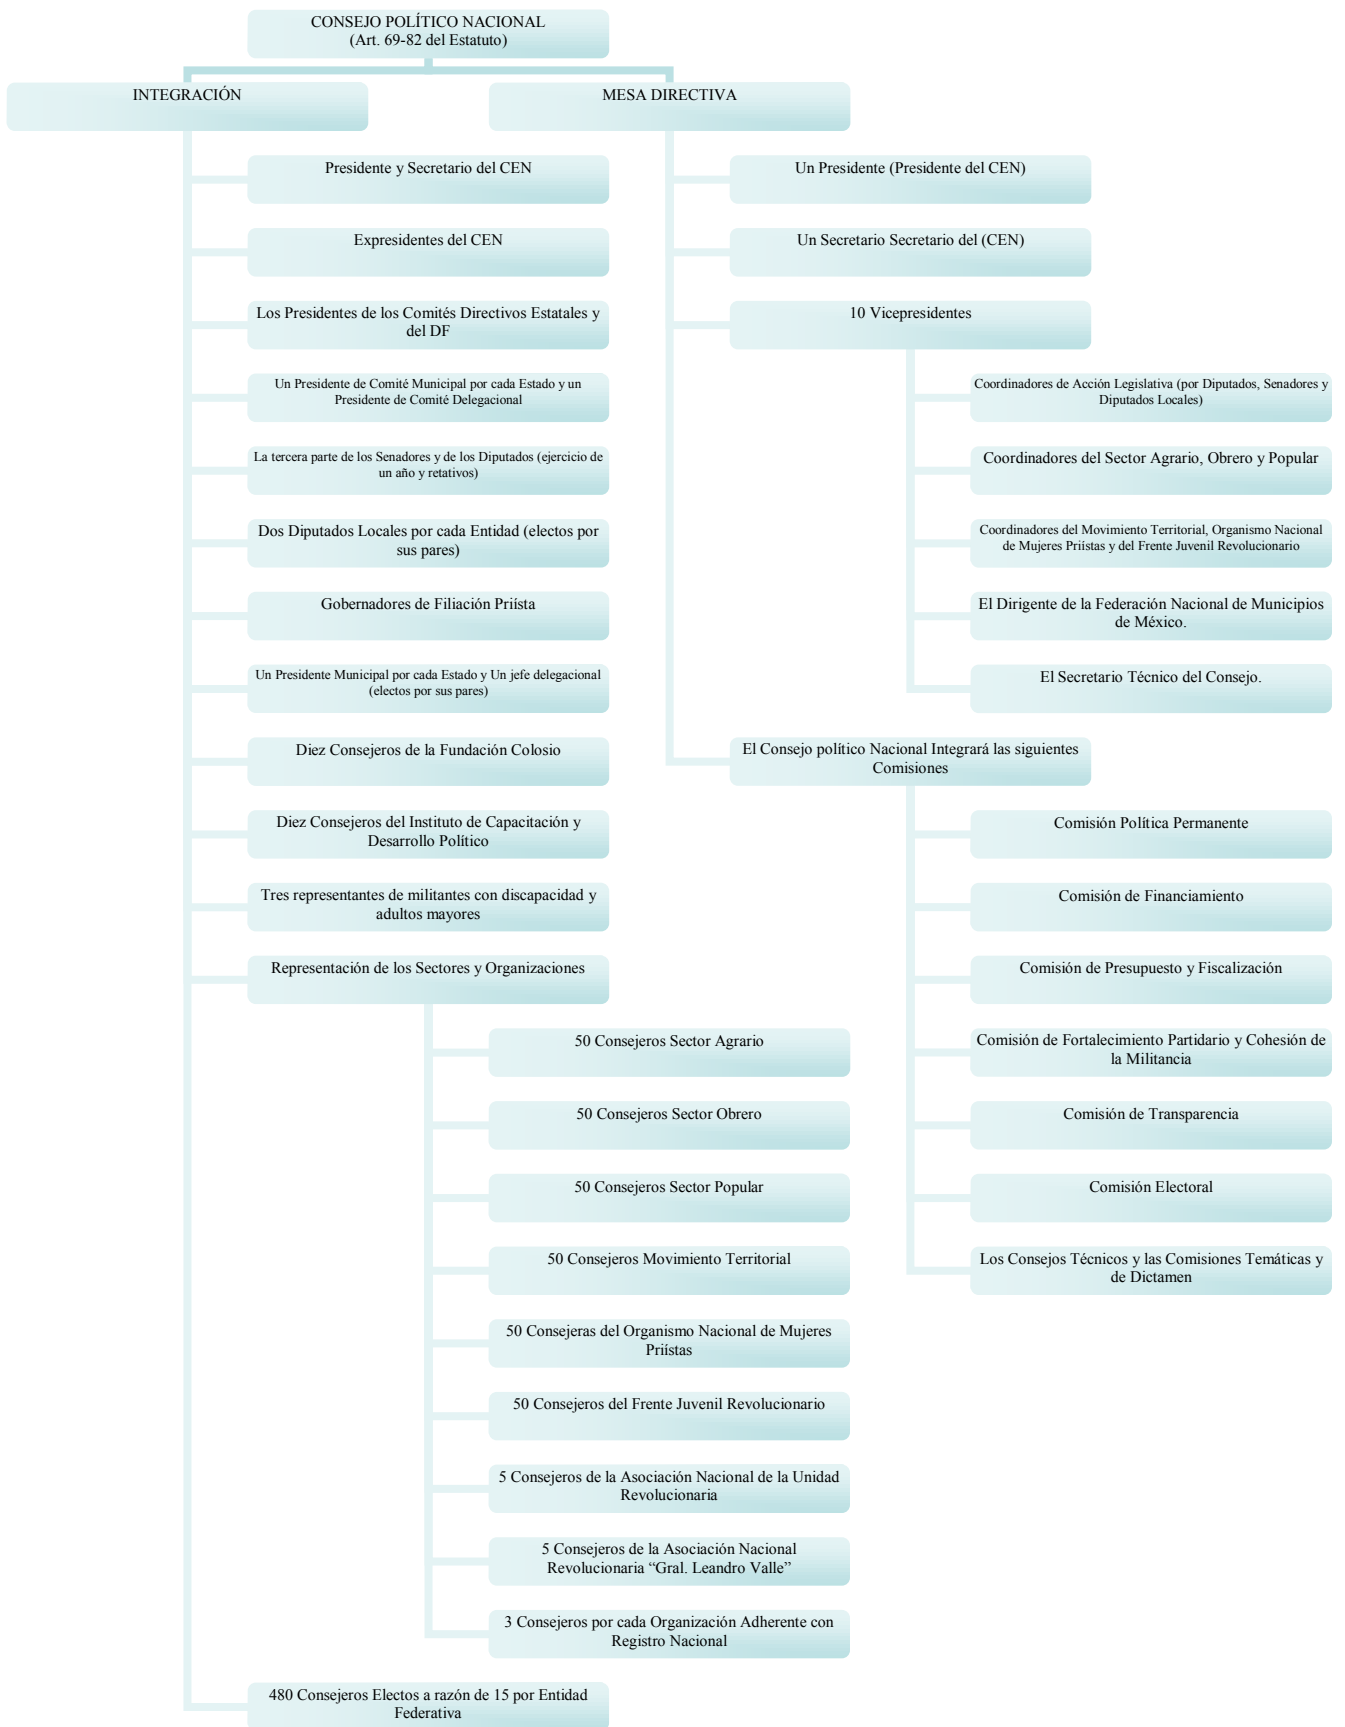 CONSEJO POLÍTICO NACIONAL
(Art. 69-82 del Estatuto)
INTEGRACIÓN
Presidente y Secretario del CEN
Expresidentes del CEN
Los Presidentes de los Comités Directivos Estatales y
del DF
Un Presidente de Comité Municipal por cada Estado y un
Presidente de Comité Delegacional
La tercera parte de los Senadores y de los Diputados (ejercicio de
un año y retativos)
Dos Diputados Locales por cada Entidad (electos por
sus pares)
Gobernadores de Filiación Priísta
Un Presidente Municipal por cada Estado y Un jefe delegacional
(electos por sus pares)
Diez Consejeros de la Fundación Colosio
Diez Consejeros del Instituto de Capacitación y
Desarrollo Político
Tres representantes de militantes con discapacidad y
adultos mayores
Representación de los Sectores y Organizaciones
50 Consejeros Sector Agrario
50 Consejeros Sector Obrero
50 Consejeros Sector Popular
50 Consejeros Movimiento Territorial
50 Consejeras del Organismo Nacional de Mujeres
Priístas
50 Consejeros del Frente Juvenil Revolucionario
5 Consejeros de la Asociación Nacional de la Unidad
Revolucionaria
5 Consejeros de la Asociación Nacional
Revolucionaria “Gral. Leandro Valle”
3 Consejeros por cada Organización Adherente con
Registro Nacional
480 Consejeros Electos a razón de 15 por Entidad
Federativa
MESA DIRECTIVA
Un Presidente (Presidente del CEN)
Un Secretario Secretario del (CEN)
10 Vicepresidentes
Coordinadores de Acción Legislativa (por Diputados, Senadores y
Diputados Locales)
Coordinadores del Sector Agrario, Obrero y Popular
Coordinadores del Movimiento Territorial, Organismo Nacional
de Mujeres Priistas y del Frente Juvenil Revolucionario
El Dirigente de la Federación Nacional de Municipios
de México.
El Secretario Técnico del Consejo.
El Consejo político Nacional Integrará las siguientes
Comisiones
Comisión Política Permanente
Comisión de Financiamiento
Comisión de Presupuesto y Fiscalización
Comisión de Fortalecimiento Partidario y Cohesión de
la Militancia
Comisión de Transparencia
Comisión Electoral
Los Consejos Técnicos y las Comisiones Temáticas y
de Dictamen